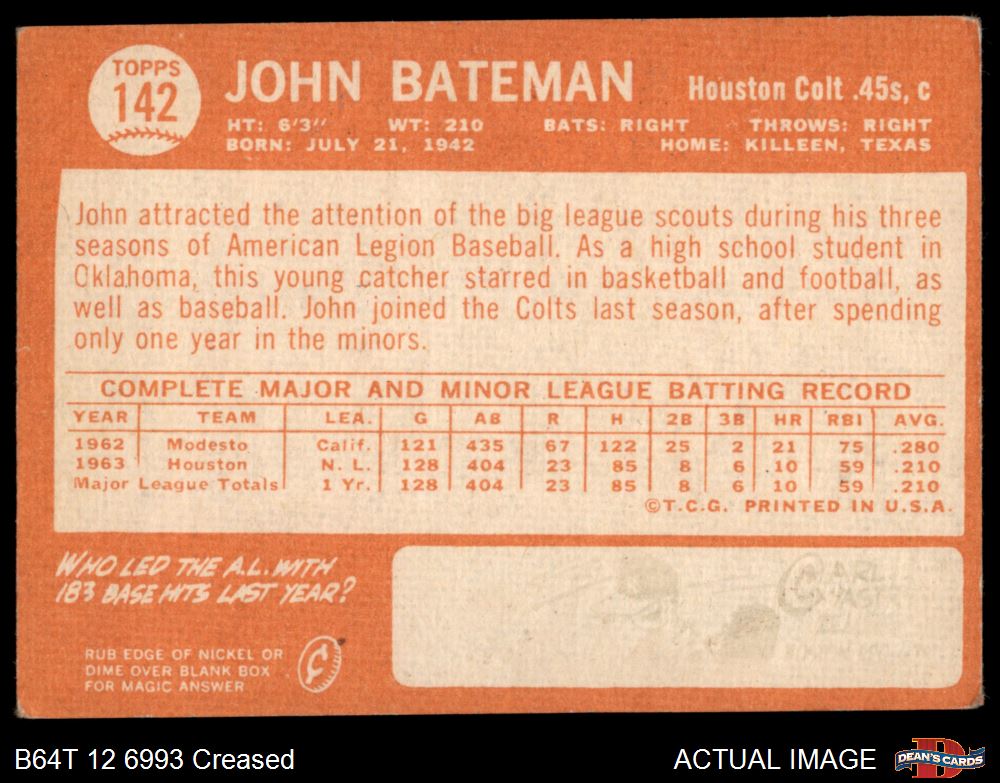 TOPPS
142
JOHN BATEMAN
Houston Colt .45s, c
HT: 6'3" WT: 210 BATS: RIGHT THROWS: RIGHT
BORN: JULY 21, 1942 HOME: KILLEEN, TEXAS
John attracted the attention of the big league scouts during his three
seasons of American Legion Baseball. As a high school student in
Oklahoma, this young catcher starred in basketball and football, as
well as baseball. John joined the Colts last season, after spending
only one year in the minors.
COMPLETE MAJOR AND MINOR LEAGUE BATTING RECORD
YEAR TEAM LEA. G AB R H 2B 3B HR RBI AVG.
1962 Modesto Calif. 121 435 67 122 25 2 21 75 .280
1963 Houston N. L. 128 404 23 85 8 6 10 59 .210
Major League Totals 1 Yr. 128 404 23 85 8 6 10 59 .210
©T.C.G. PRINTED IN U.S.A.
WHO LED THE A.L. WITH
183 BASE HITS LAST YEAR?
RUB EDGE OF NICKEL OR
DIME OVER BLANK BOX
FOR MAGIC ANSWER
B64T 12 6993 Creased
ACTUAL IMAGE
D
DEAN'S CARDS